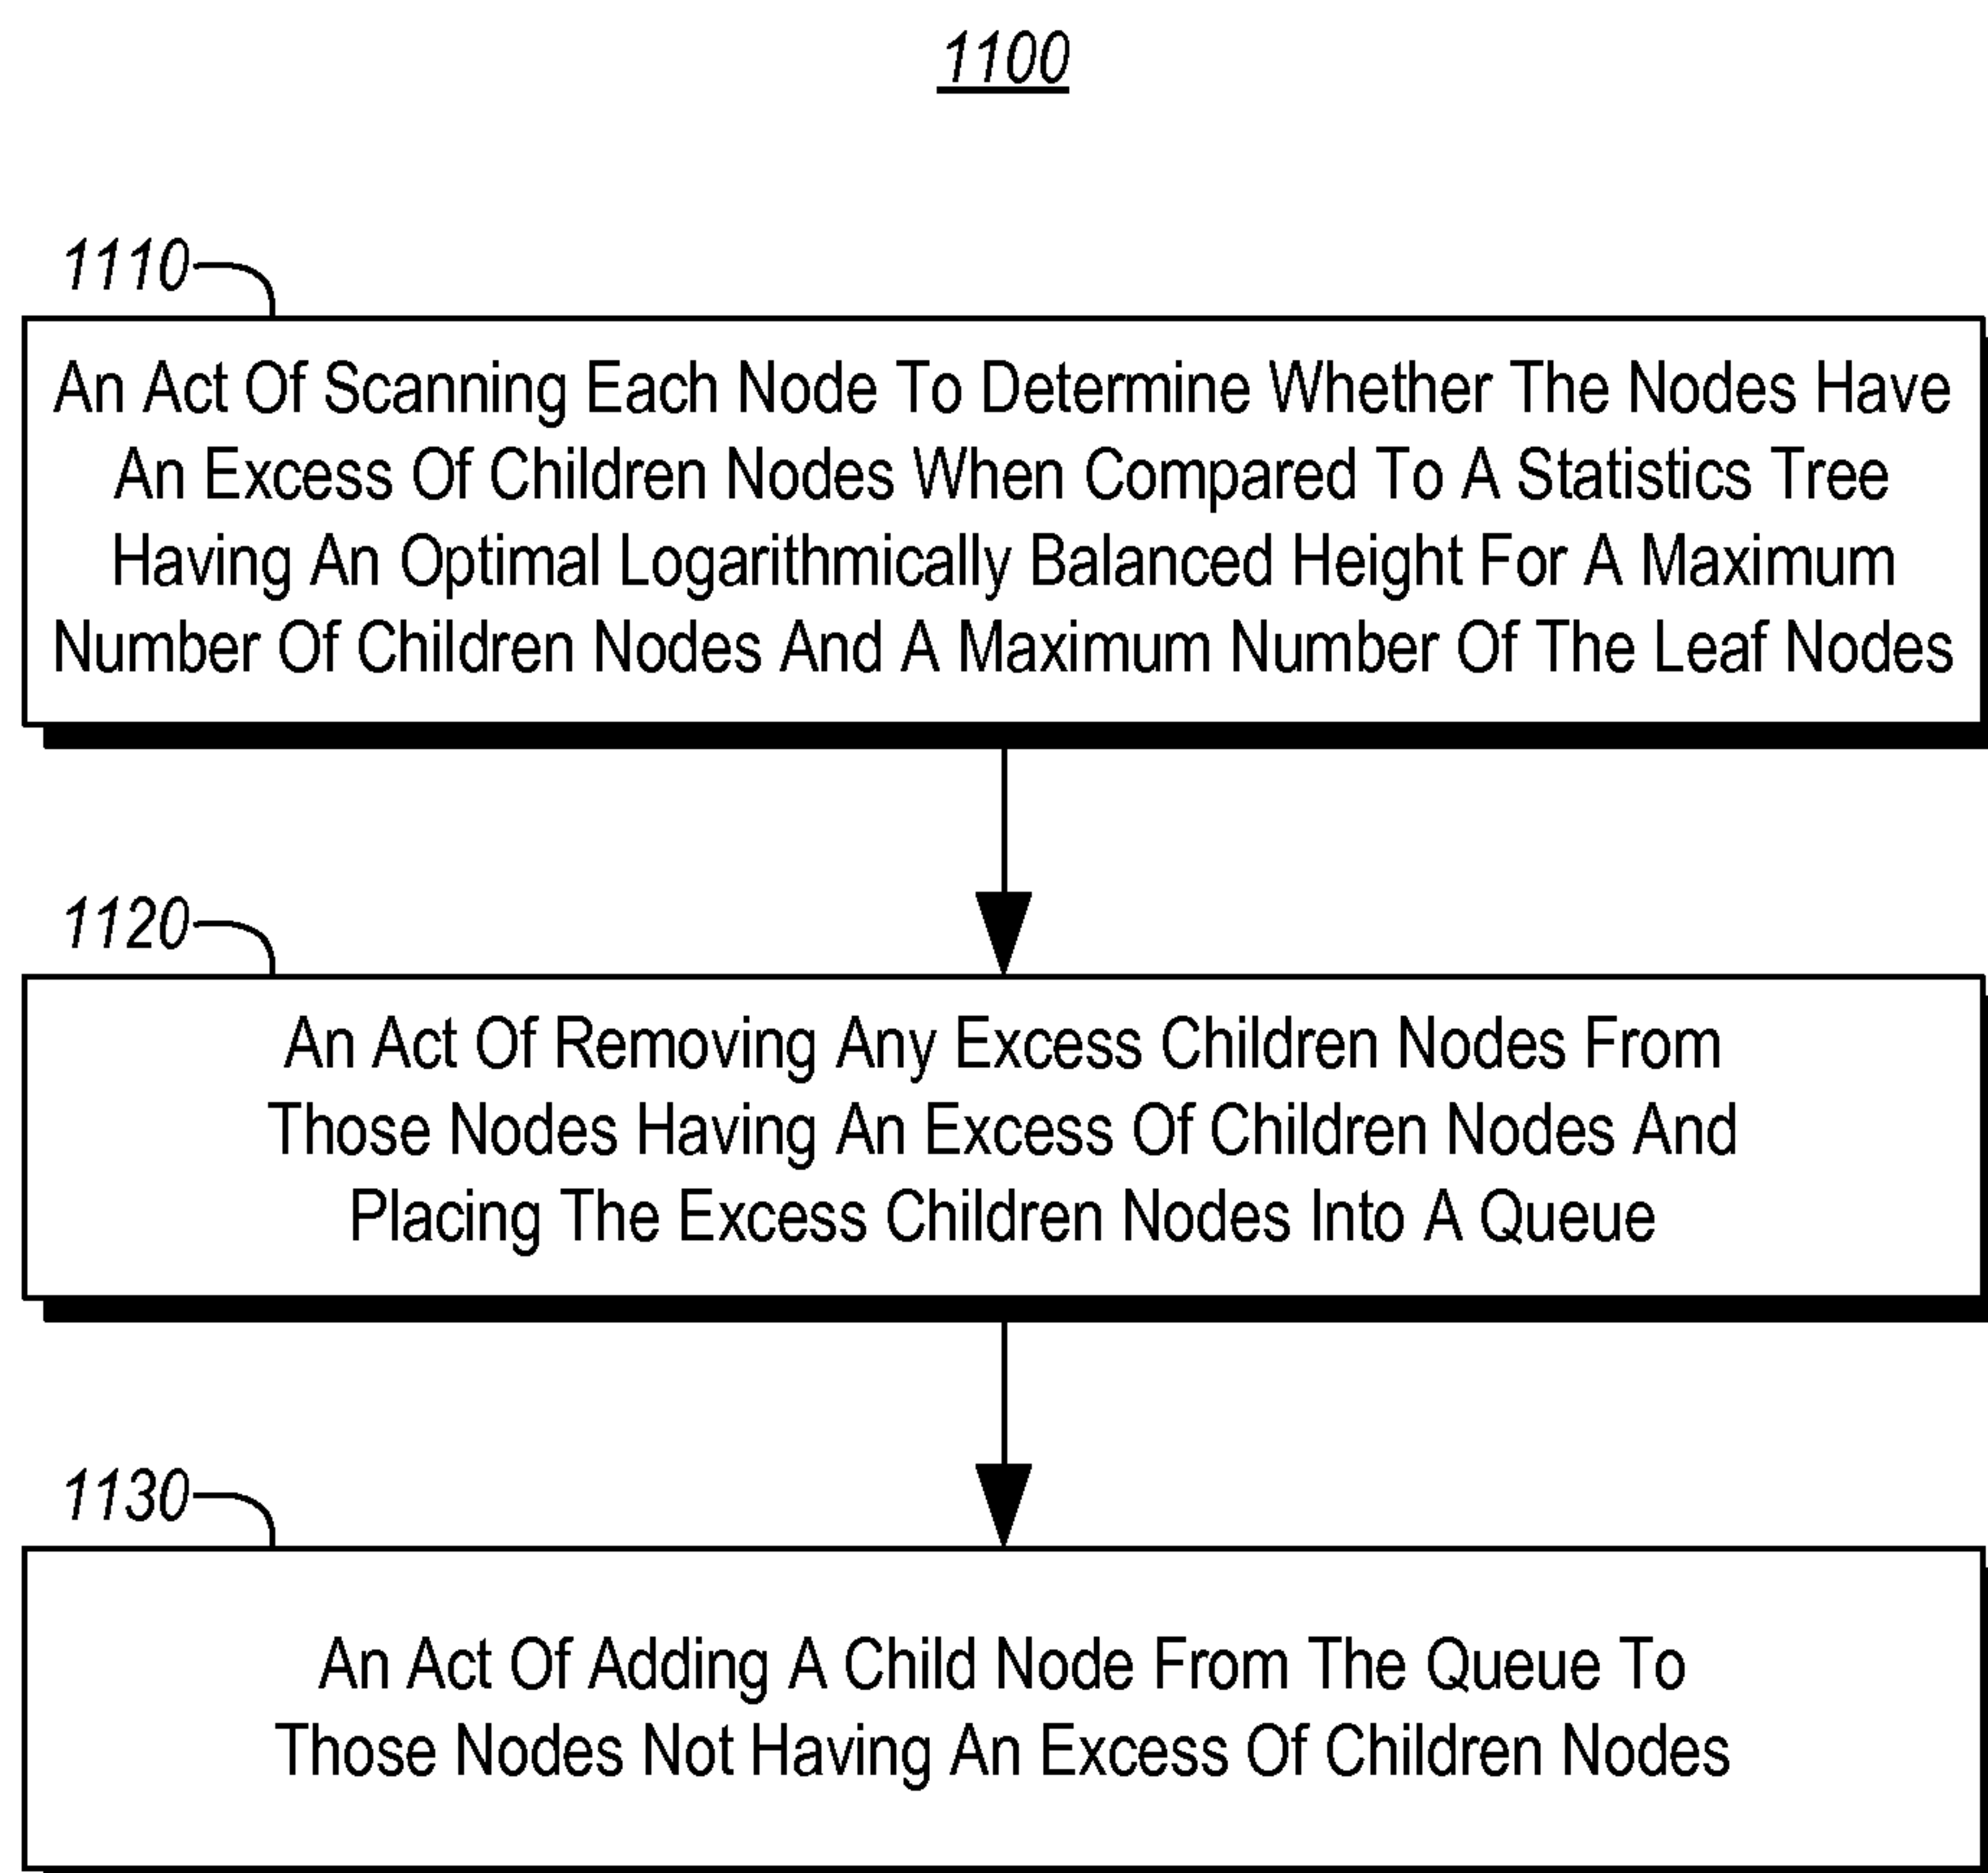 1100
1110
An Act Of Scanning Each Node To Determine Whether The Nodes Have
An Excess Of Children Nodes When Compared To A Statistics Tree
Having An Optimal Logarithmically Balanced Height For A Maximum
Number Of Children Nodes And A Maximum Number Of The Leaf Nodes
1120
An Act Of Removing Any Excess Children Nodes From
Those Nodes Having An Excess Of Children Nodes And
Placing The Excess Children Nodes Into A Queue
1130
An Act Of Adding A Child Node From The Queue To
Those Nodes Not Having An Excess Of Children Nodes